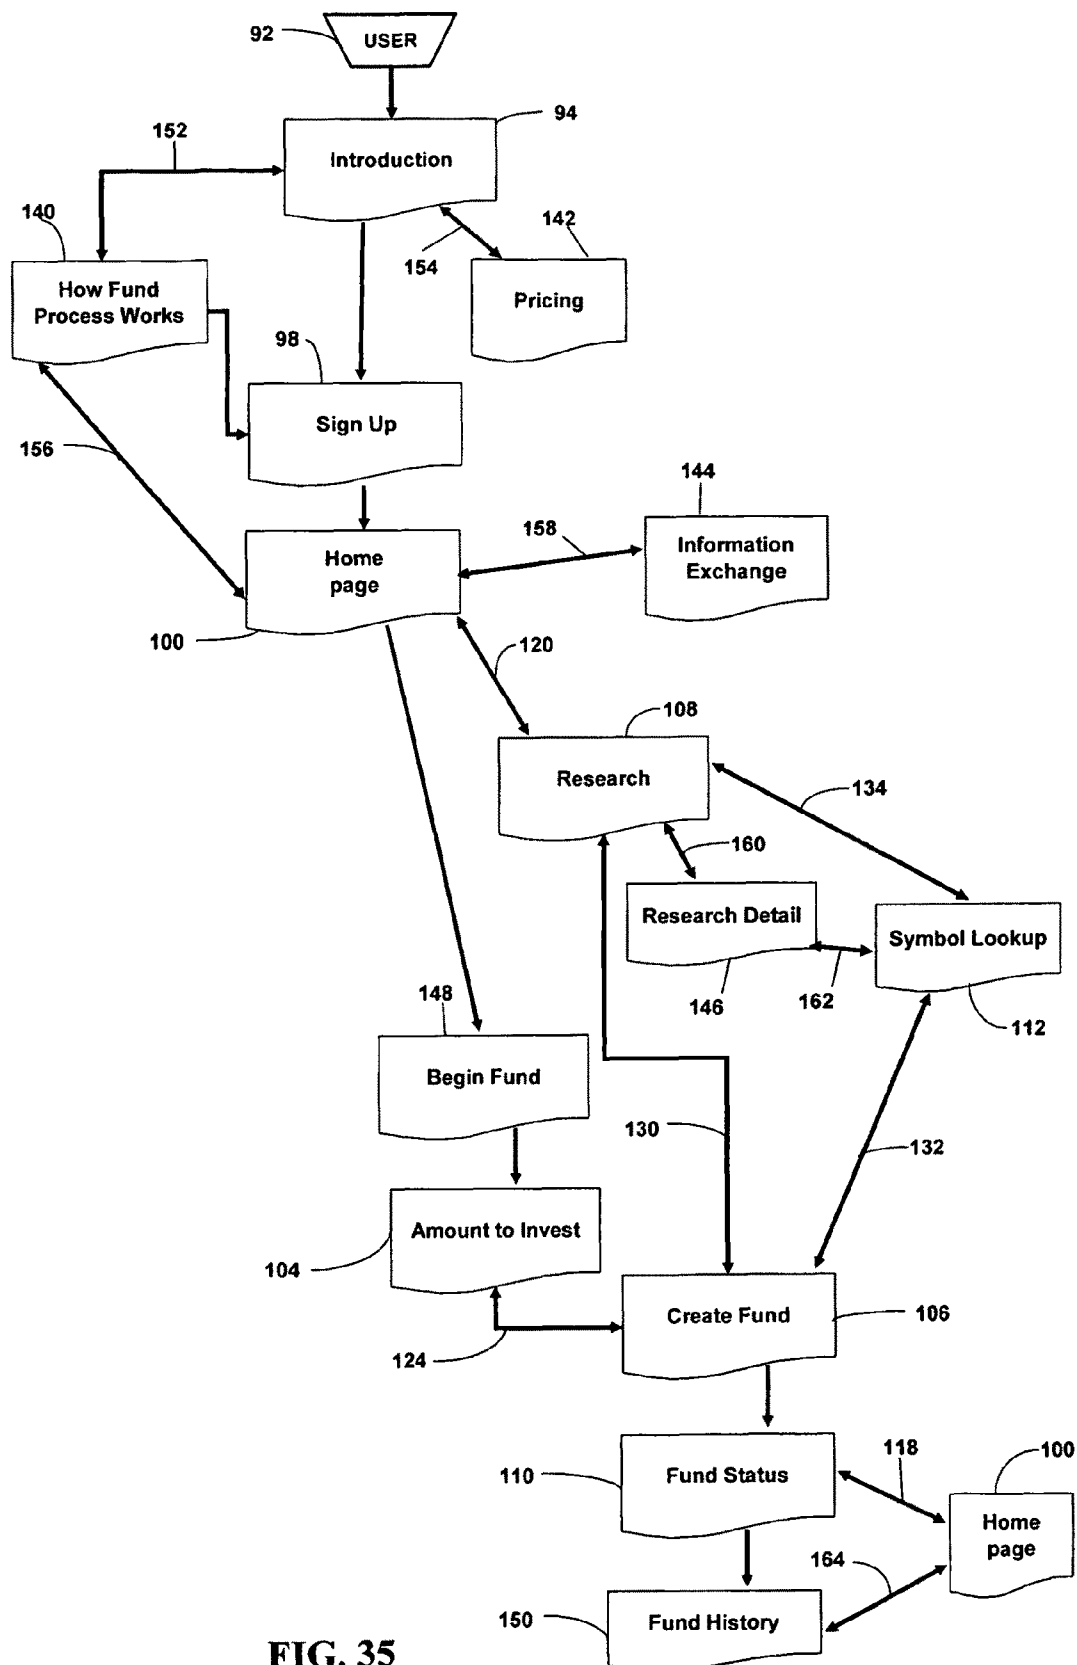 92
USER
94
152
Introduction
140
142
154
How Fund
Process Works
Pricing
98
Sign Up
156
144
158
Information
Exchange
Home
page
100
120
108
Research
134
160
Research Detail
Symbol Lookup
148
146
162
112
Begin Fund
130
132
Amount to Invest
104
Create Fund
106
124
118
100
110
Fund Status
Home
page
164
150
Fund History
FIG. 35